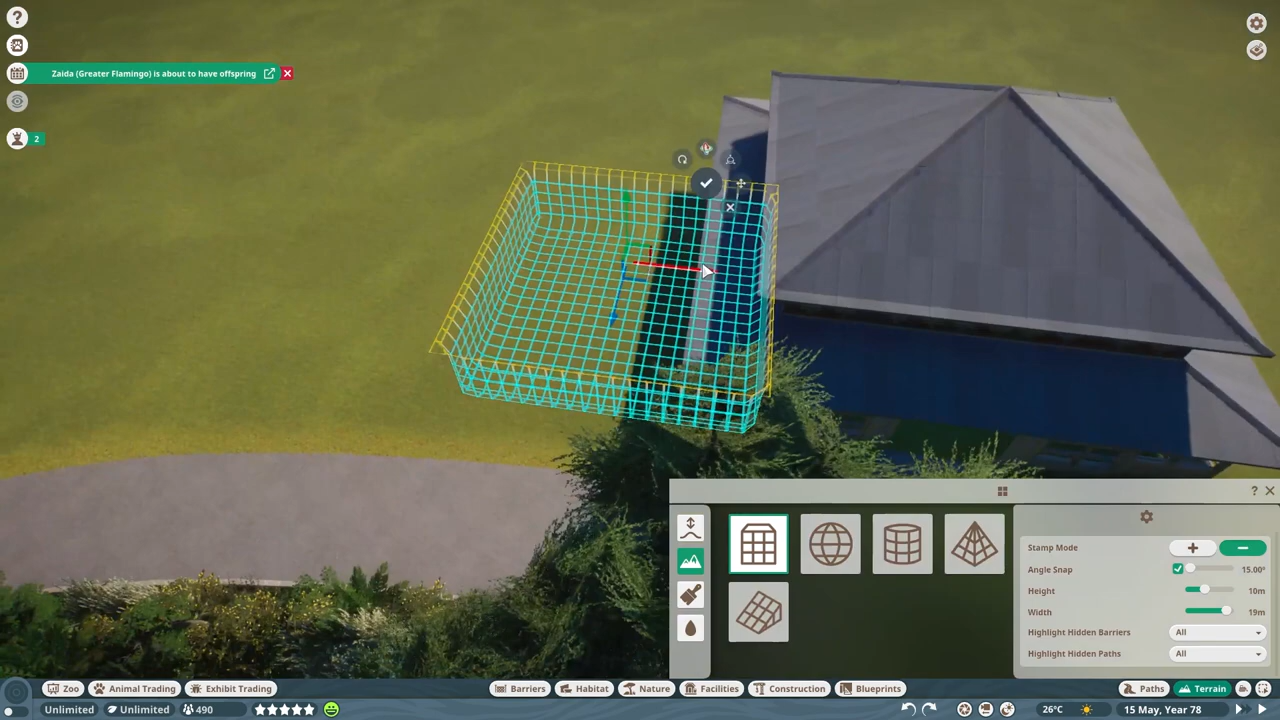 ?
Zaida (Greater Flamingo) is about to have offspring
2
?
Stamp Mode
Angle Snap 15.00°
Height 10m
Width 19m
Highlight Hidden Barriers All
Highlight Hidden Paths All
Zoo Animal Trading Exhibit Trading Barriers Habitat Nature Facilities Construction Blueprints Paths Terrain
Unlimited Unlimited 490 26°C 15 May, Year 78